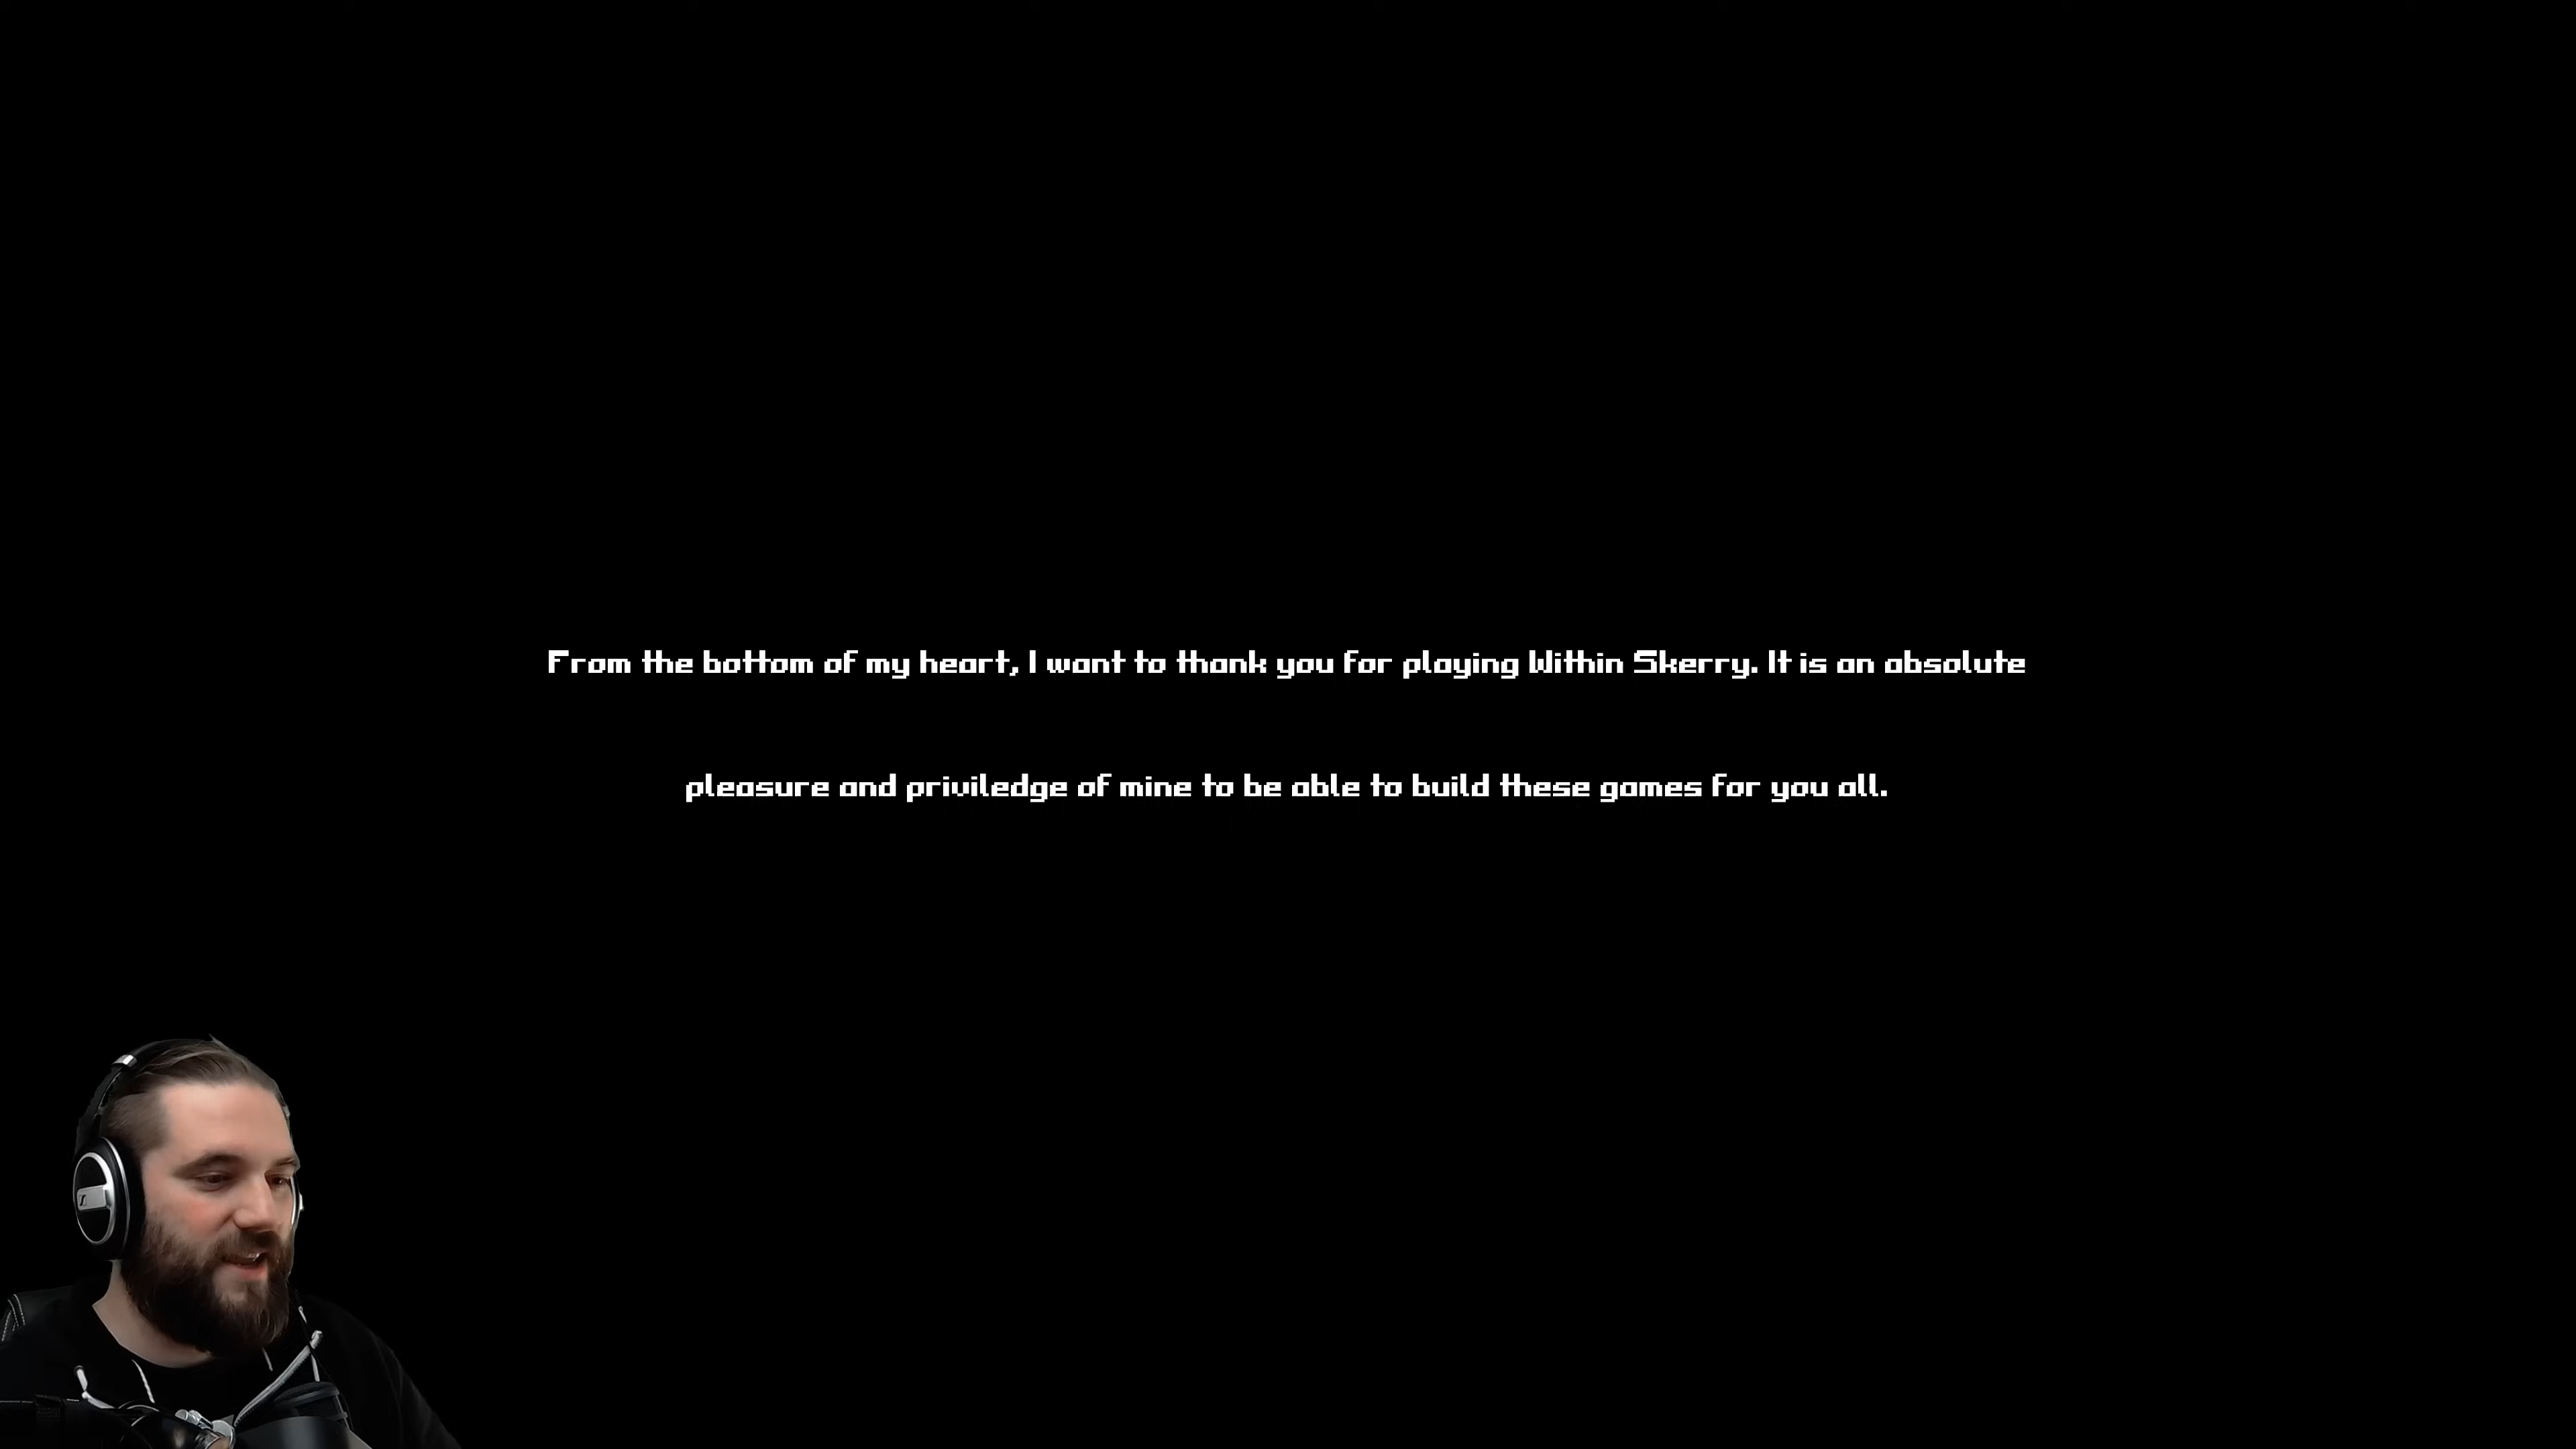 From the bottom of my heart, I want to thank you for playing Within Skerry. It is an absolute
pleasure and priviledge of mine to be able to build these games for you all.